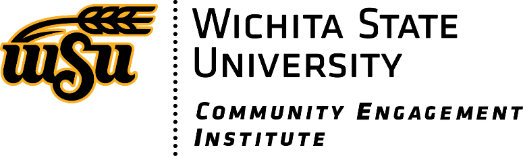 WSU
WICHITA STATE
UNIVERSITY
COMMUNITY ENGAGEMENT
INSTITUTE